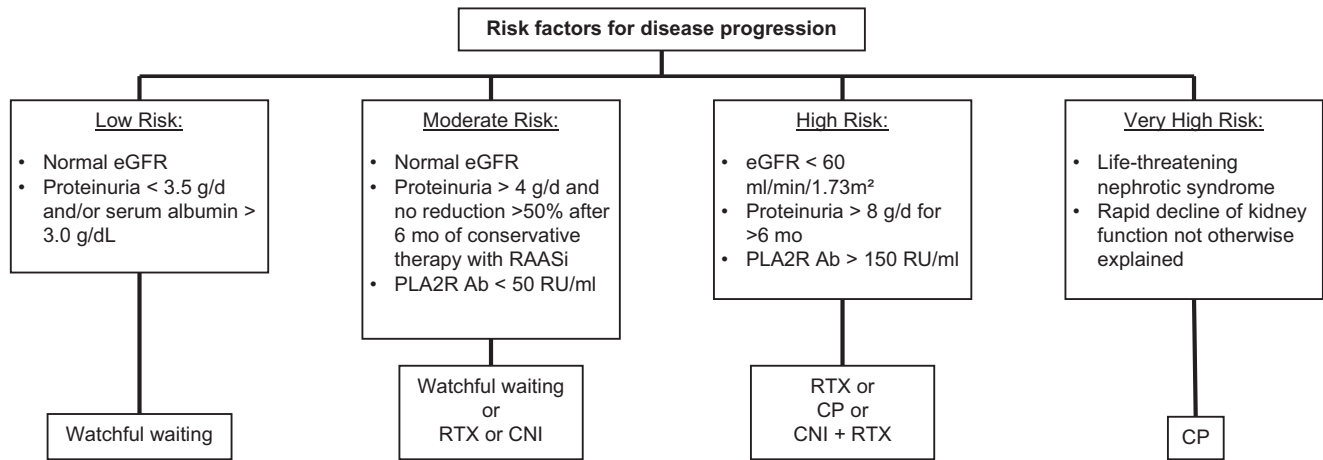 Risk factors for disease progression
Low Risk:
• Normal eGFR
• Proteinuria < 3.5 g/d
and/or serum albumin >
3.0 g/dL
Watchful waiting
Moderate Risk:
• Normal eGFR
• Proteinuria > 4 g/d and
no reduction >50% after
6 mo of conservative
therapy with RAASi
• PLA2R Ab < 50 RU/ml
Watchful waiting
or
RTX or CNI
High Risk:
• eGFR < 60
ml/min/1.73m²
• Proteinuria > 8 g/d for
>6 mo
• PLA2R Ab > 150 RU/ml
RTX or
CP or
CNI + RTX
Very High Risk:
• Life-threatening
nephrotic syndrome
• Rapid decline of kidney
function not otherwise
explained
CP